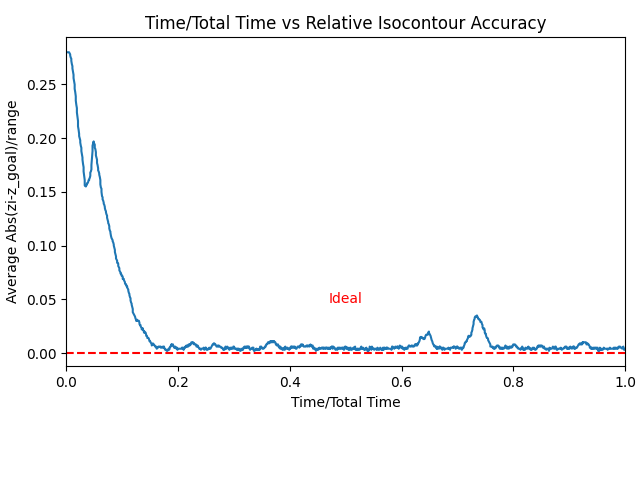 Time/Total Time vs Relative Isocontour Accuracy
Average Abs(zi-z_goal)/range
0.25
0.20
0.15
0.10
0.05
0.00
Ideal
0.0 0.2 0.4 0.6 0.8 1.0
Time/Total Time